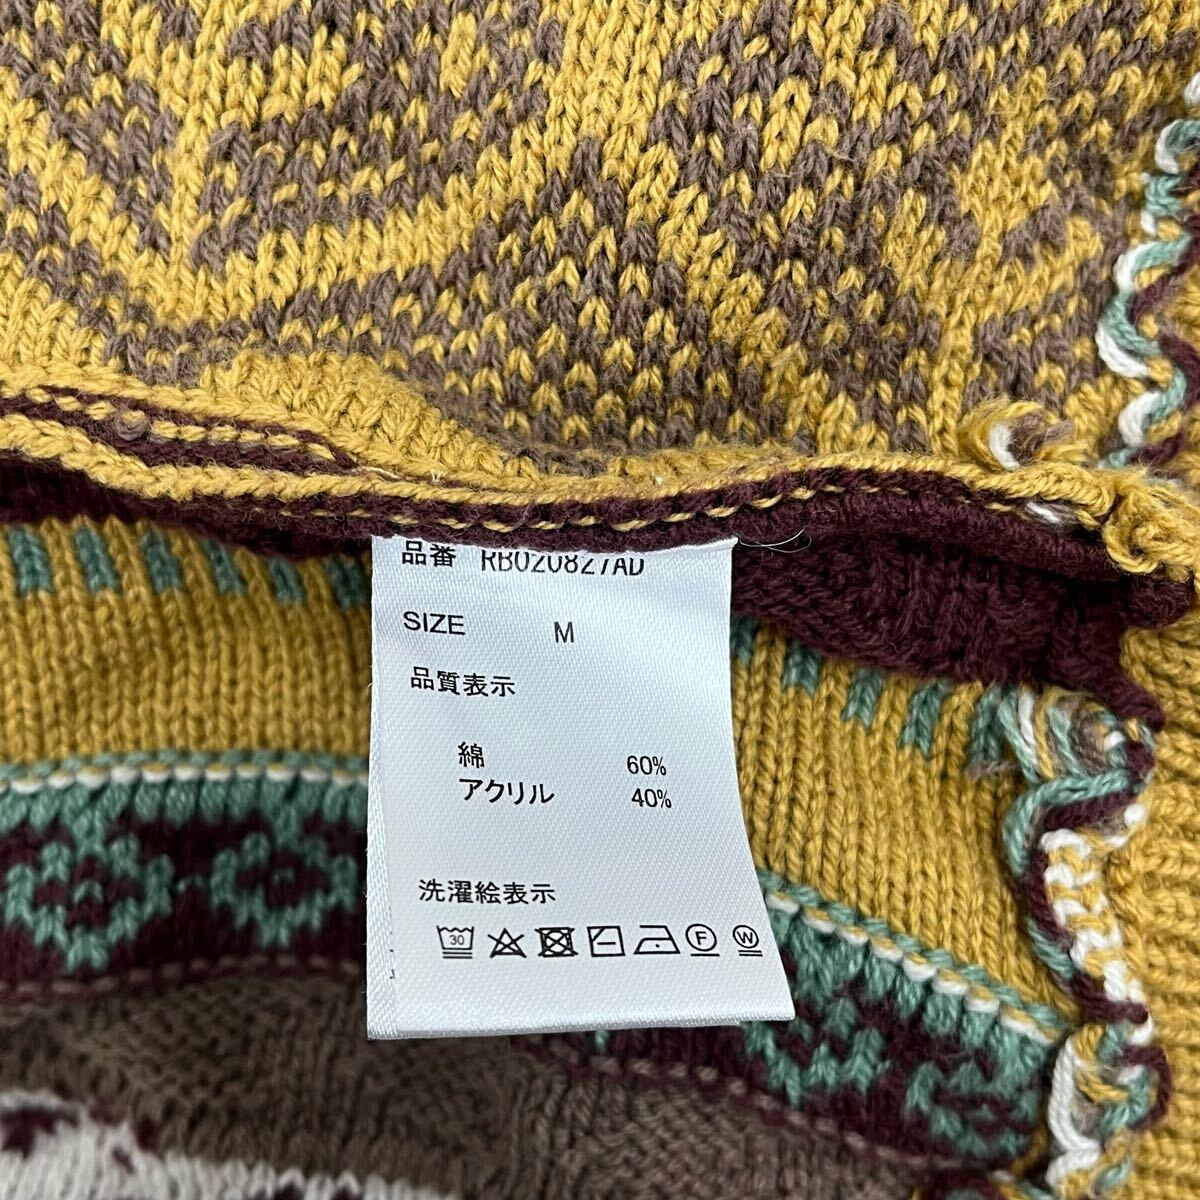 品番 RB020827AD
SIZE M
品質表示
綿 60%
アクリル 40%
洗濯絵表示
30 F W